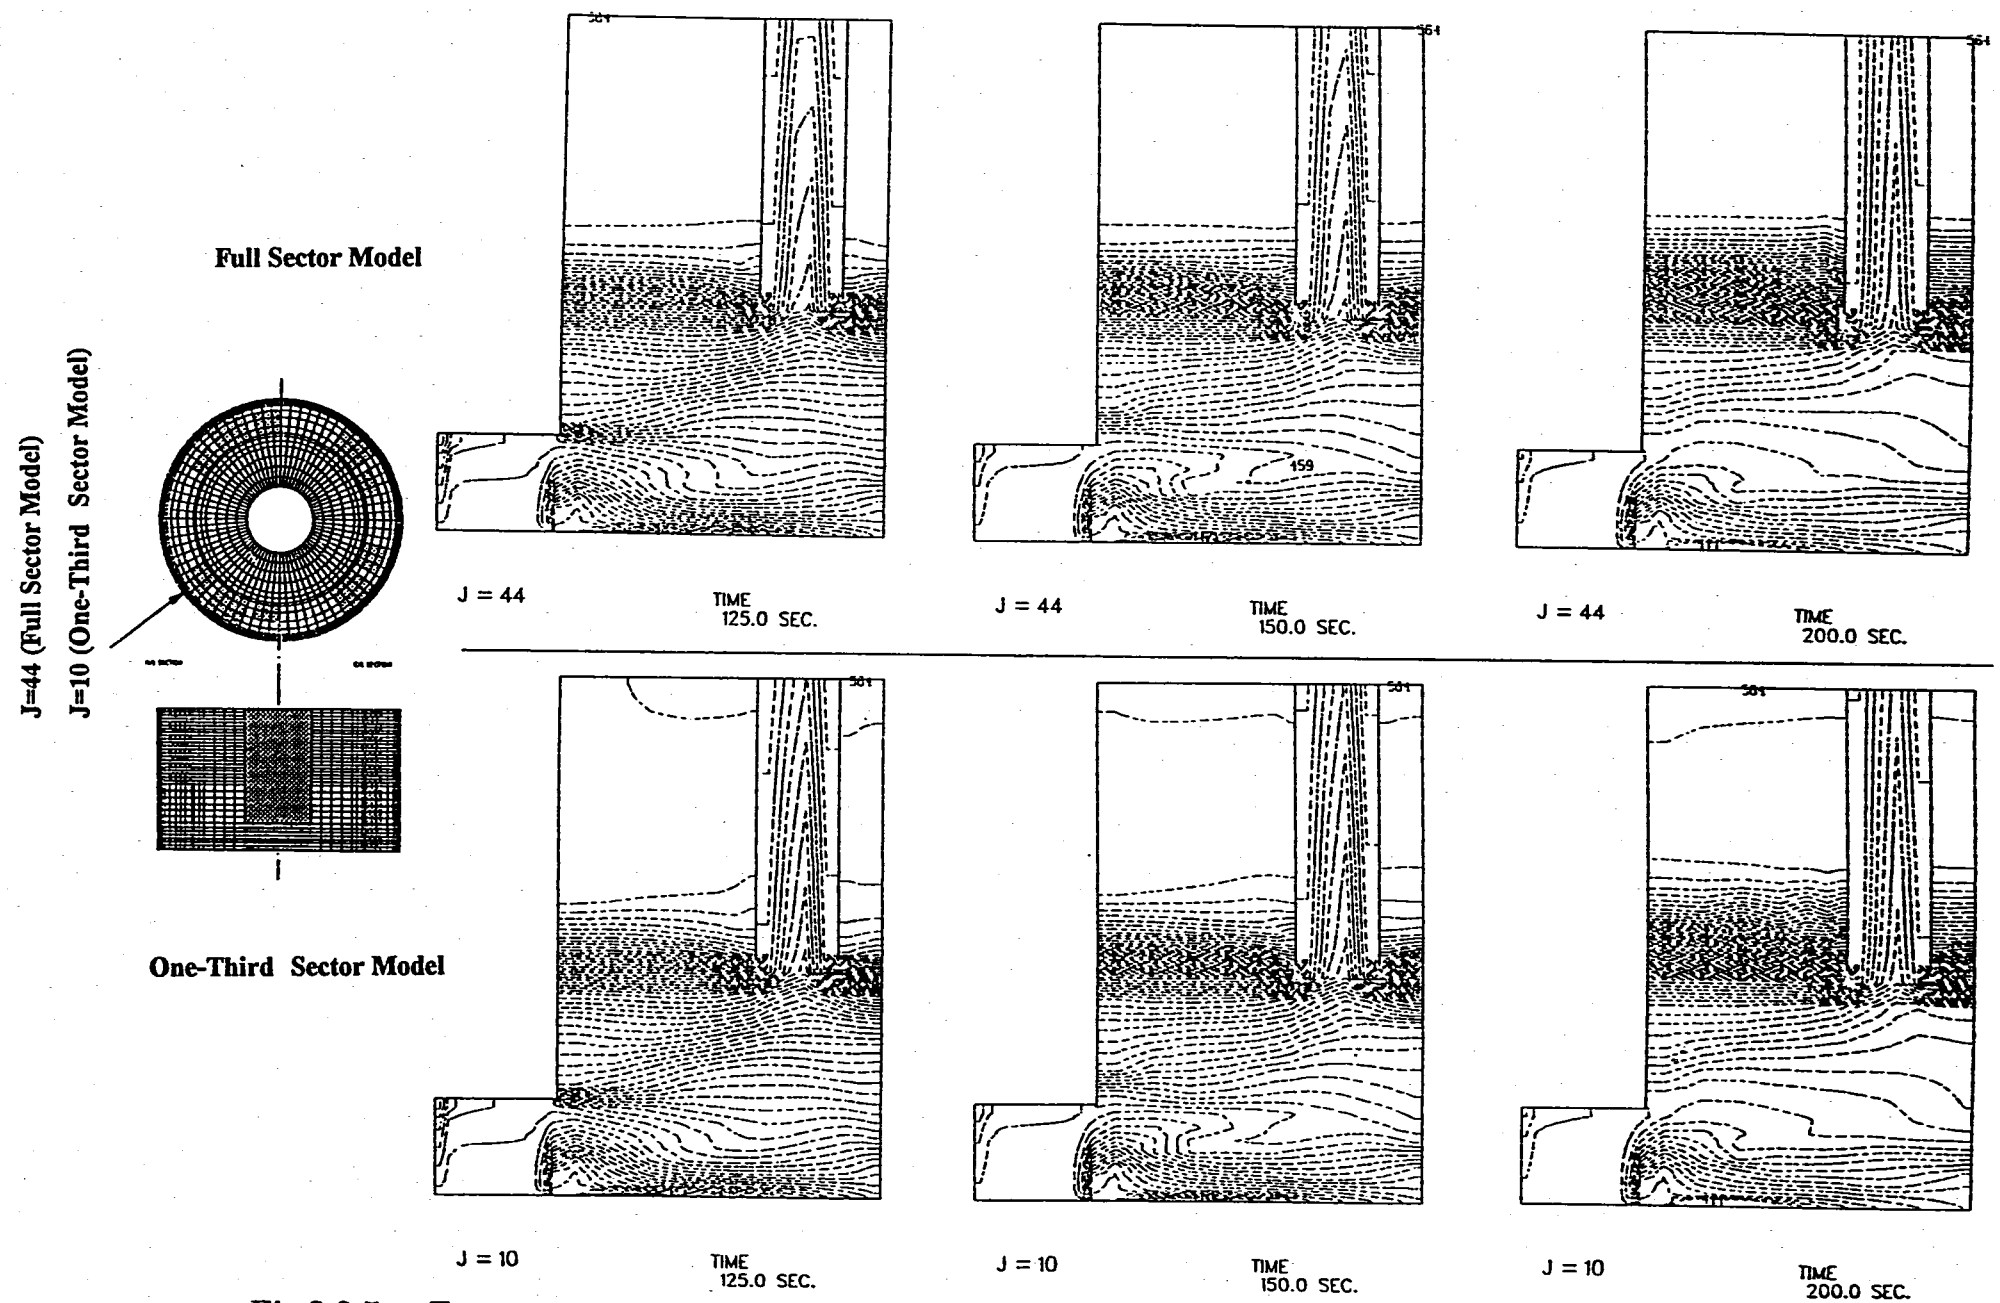 564
564
564
Full Sector Model
J=44 (Full Sector Model)
J=10 (One-Third Sector Model)
159
J = 44
TIME
125.0 SEC.
J = 44
TIME
150.0 SEC.
J = 44
TIME
200.0 SEC.
564
564
564
One-Third Sector Model
J = 10
TIME
125.0 SEC.
J = 10
TIME
150.0 SEC.
J = 10
TIME
200.0 SEC.